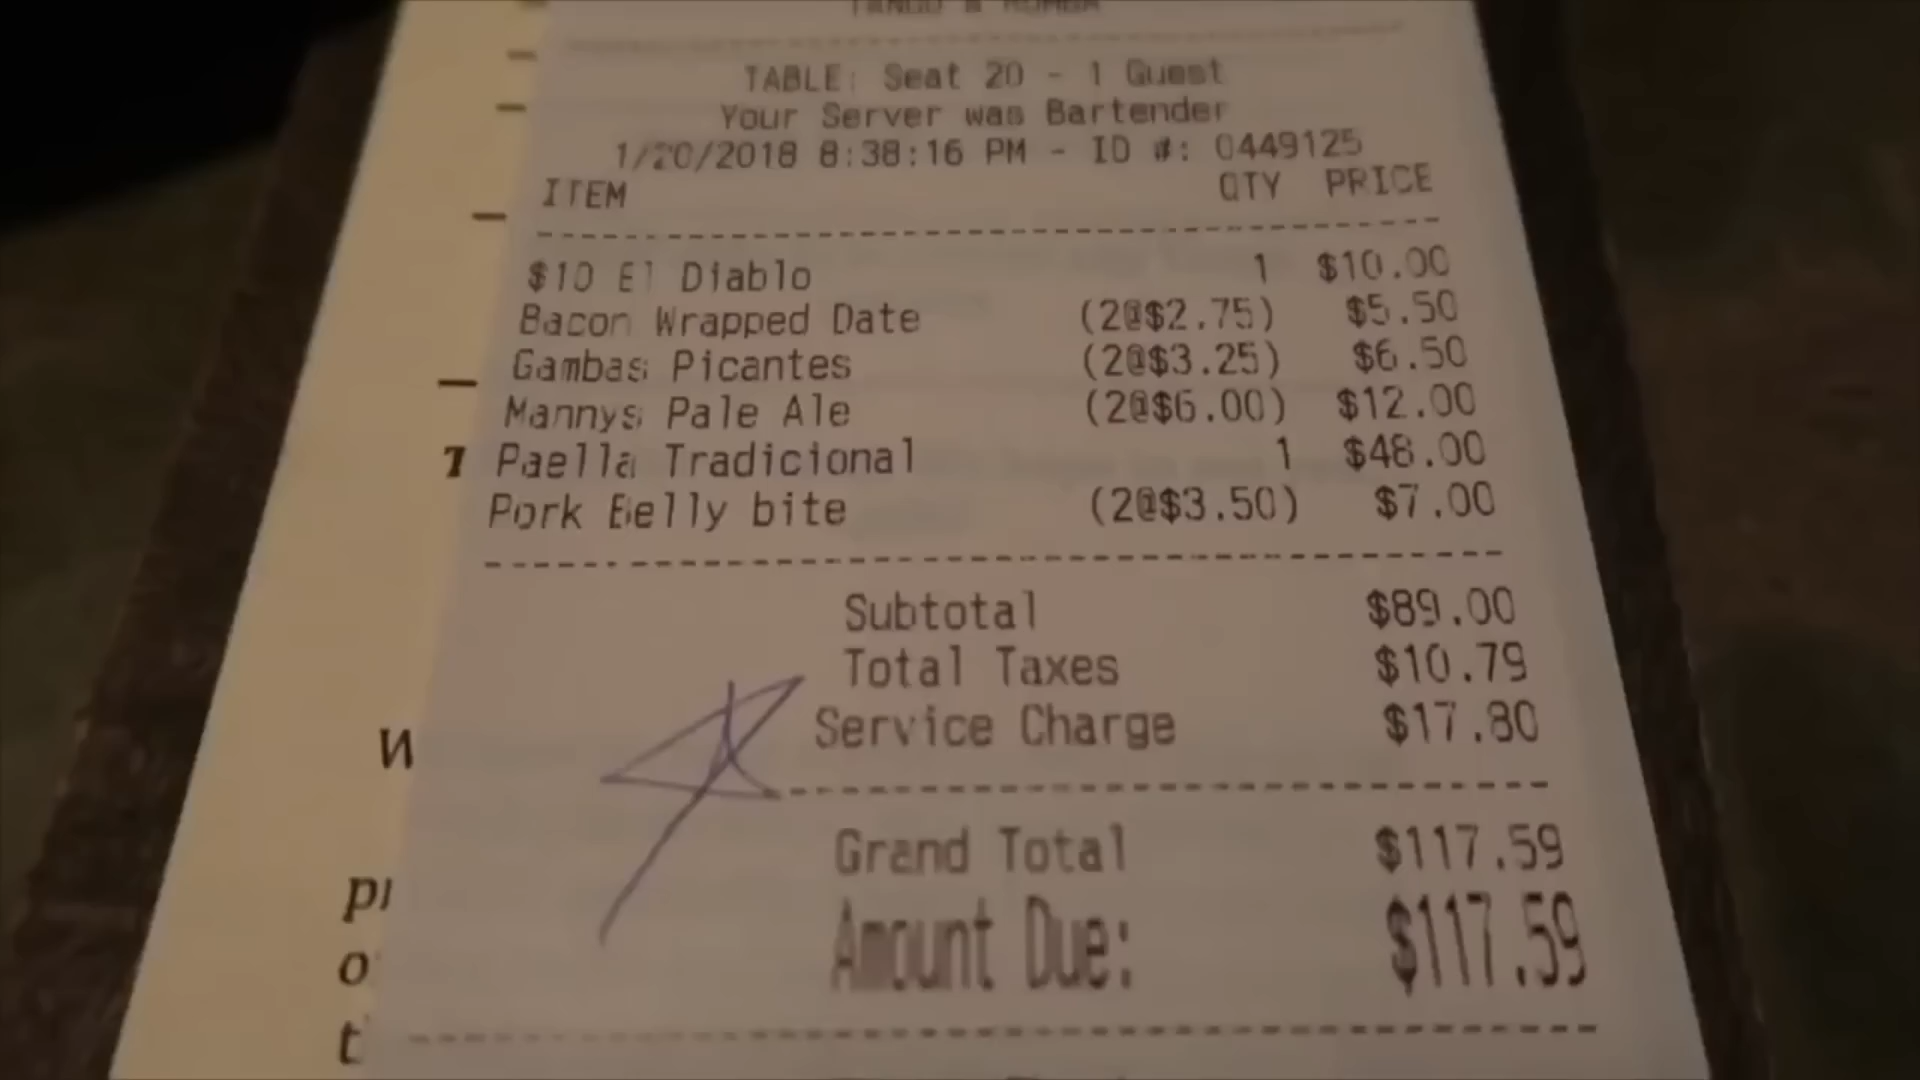 TANGO & RUMBA
TABLE: Seat 20 - 1 Guest
Your Server was Bartender
1/20/2018 8:38:16 PM - ID #: 0449125
ITEM QTY PRICE
$10 El Diablo 1 $10.00
Bacon Wrapped Date (2@$2.75) $5.50
Gambas Picantes (2@$3.25) $6.50
Mannys Pale Ale (2@$6.00) $12.00
Paella Tradicional 1 $48.00
Pork Belly bite (2@$3.50) $7.00
Subtotal $89.00
Total Taxes $10.79
Service Charge $17.80
Grand Total $117.59
Amount Due: $117.59